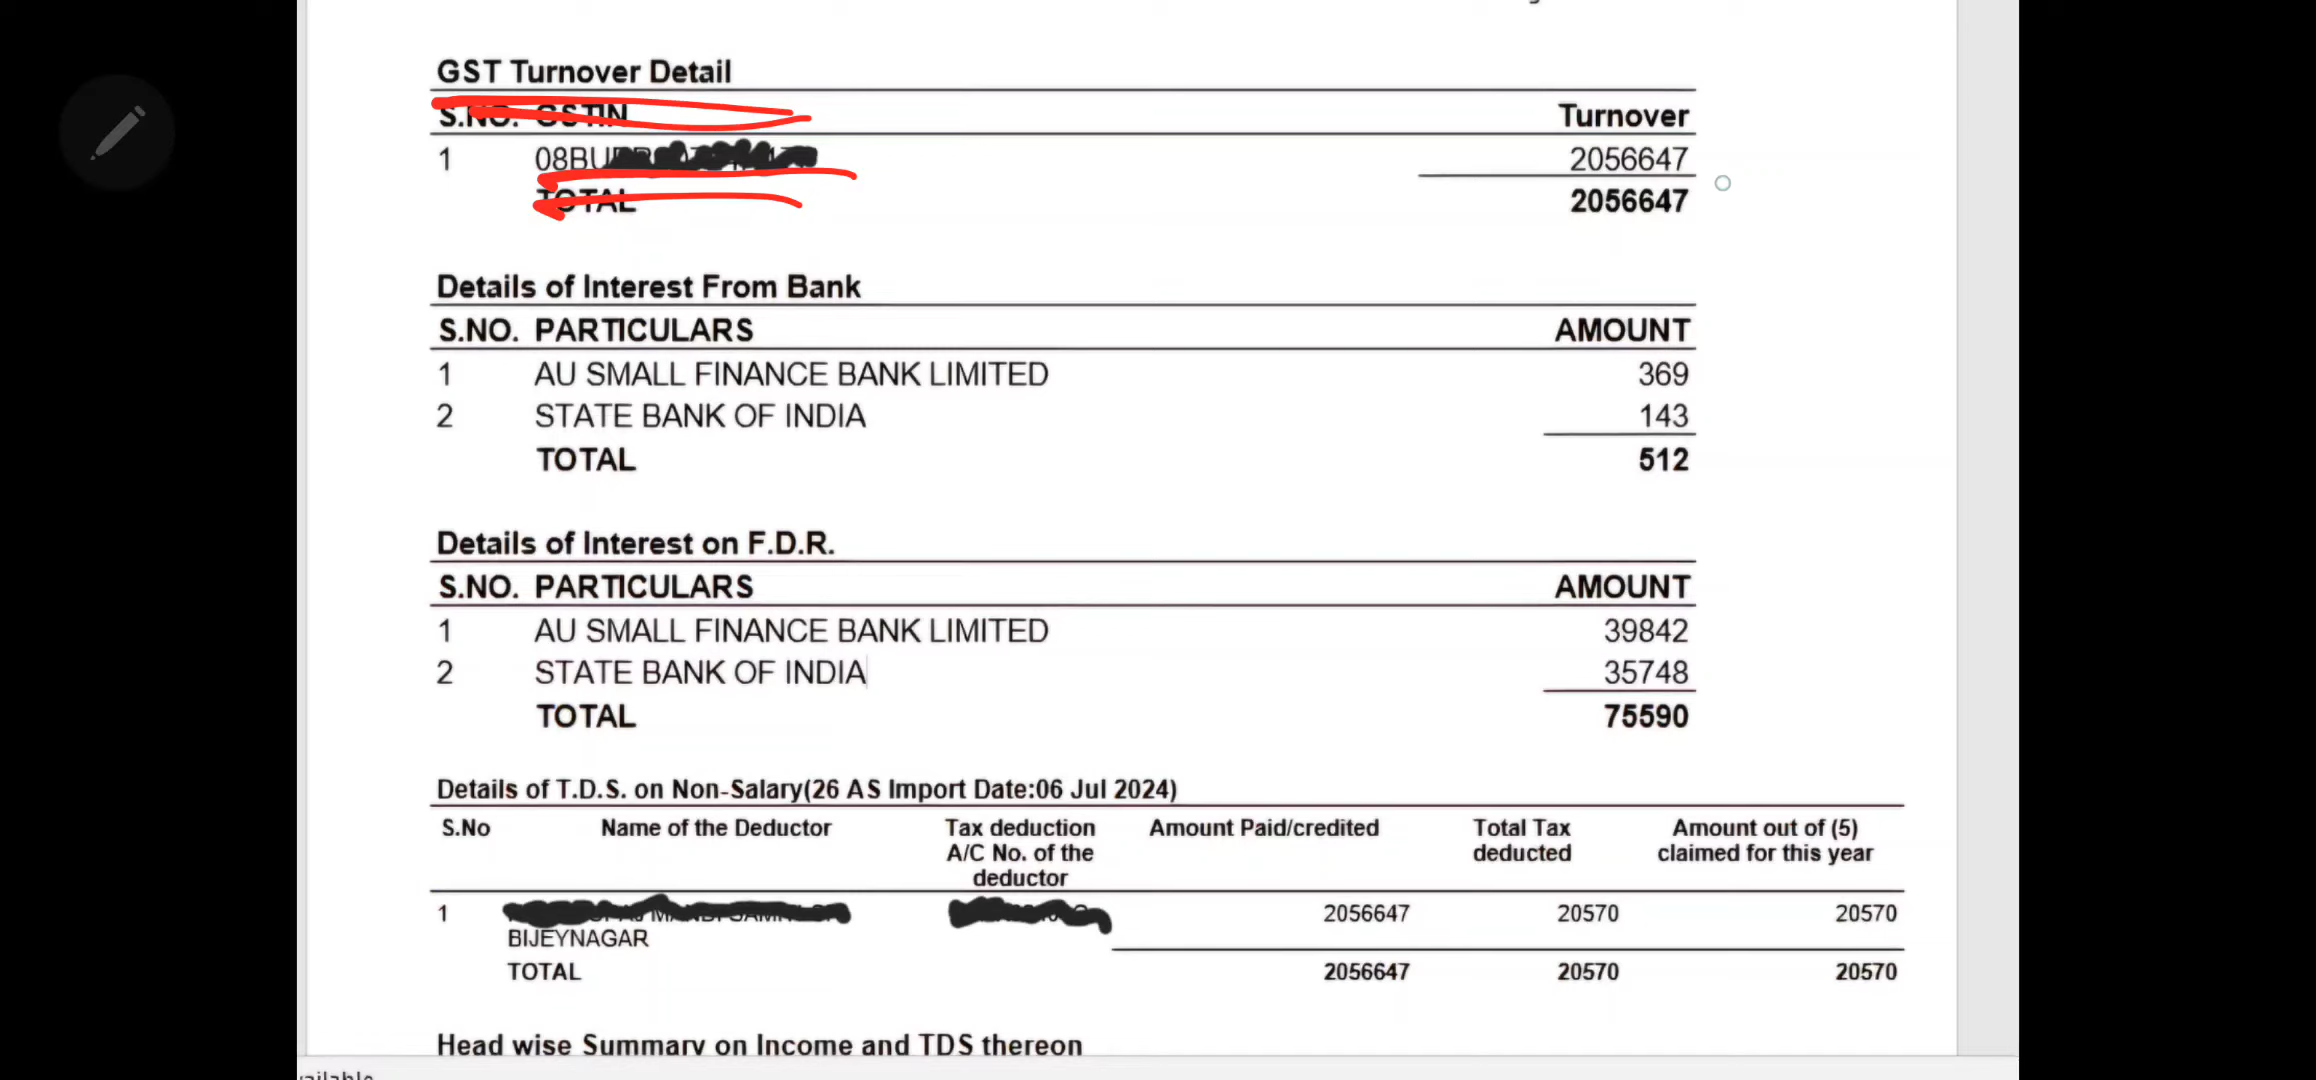 GST Turnover Detail
S.NO. GSTIN Turnover
1 2056647
TOTAL 2056647
Details of Interest From Bank
S.NO. PARTICULARS AMOUNT
1 AU SMALL FINANCE BANK LIMITED 369
2 STATE BANK OF INDIA 143
TOTAL 512
Details of Interest on F.D.R.
S.NO. PARTICULARS AMOUNT
1 AU SMALL FINANCE BANK LIMITED 39842
2 STATE BANK OF INDIA 35748
TOTAL 75590
Details of T.D.S. on Non-Salary(26 AS Import Date:06 Jul 2024)
S.No Name of the Deductor Tax deduction Amount Paid/credited Total Tax Amount out of (5)
A/C No. of the deducted claimed for this year
deductor
1 2056647 20570 20570
BIJEYNAGAR
TOTAL 2056647 20570 20570
Head wise Summary on Income and TDS thereon